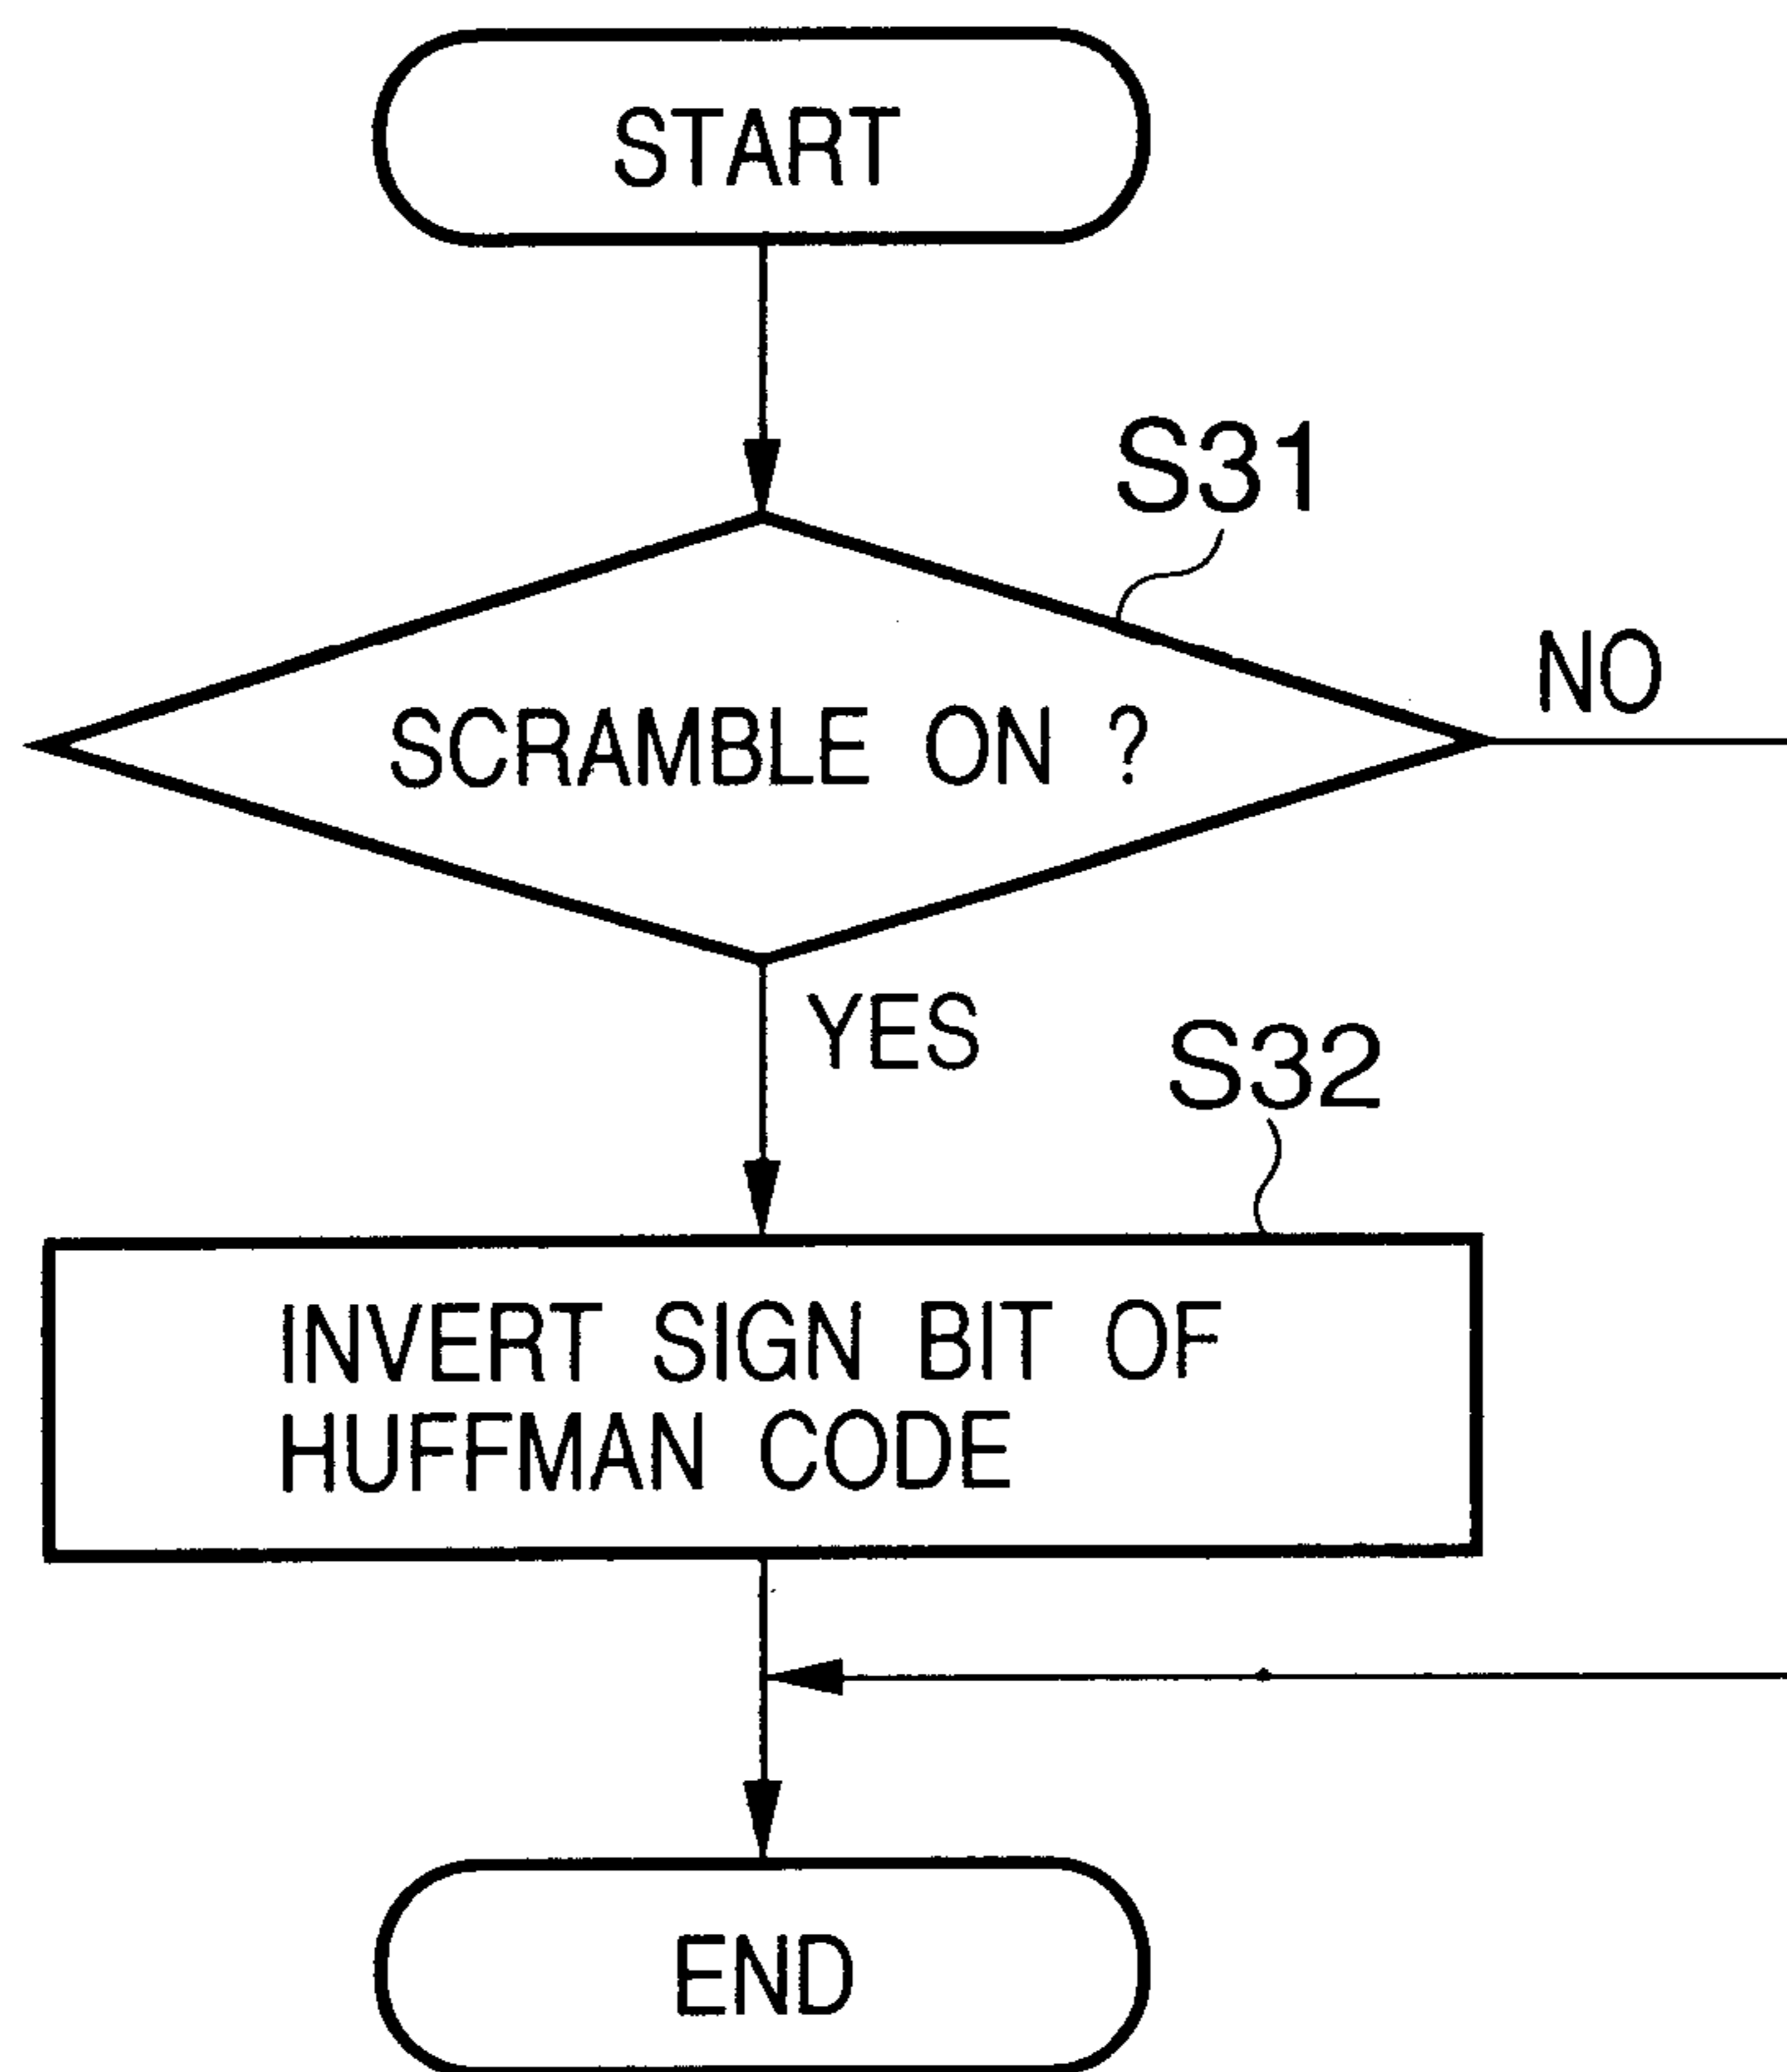 START
S31
SCRAMBLE ON ?
NO
YES
S32
INVERT SIGN BIT OF
HUFFMAN CODE
END